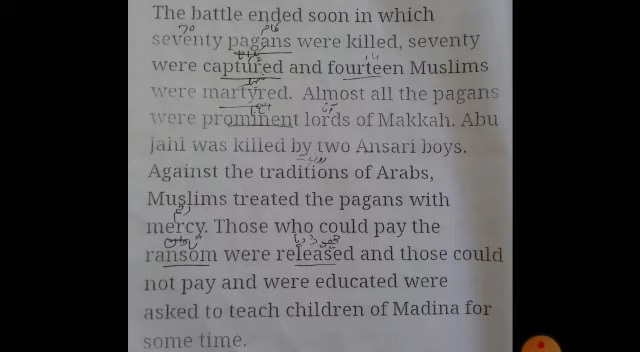 The battle ended soon in which
seventy pagans were killed, seventy
were captured and fourteen Muslims
were martyred. Almost all the pagans
were prominent lords of Makkah. Abu
jahl was killed by two Ansari boys.
Against the traditions of Arabs,
Muslims treated the pagans with
mercy. Those who could pay the
ransom were released and those could
not pay and were educated were
asked to teach children of Madina for
some time.